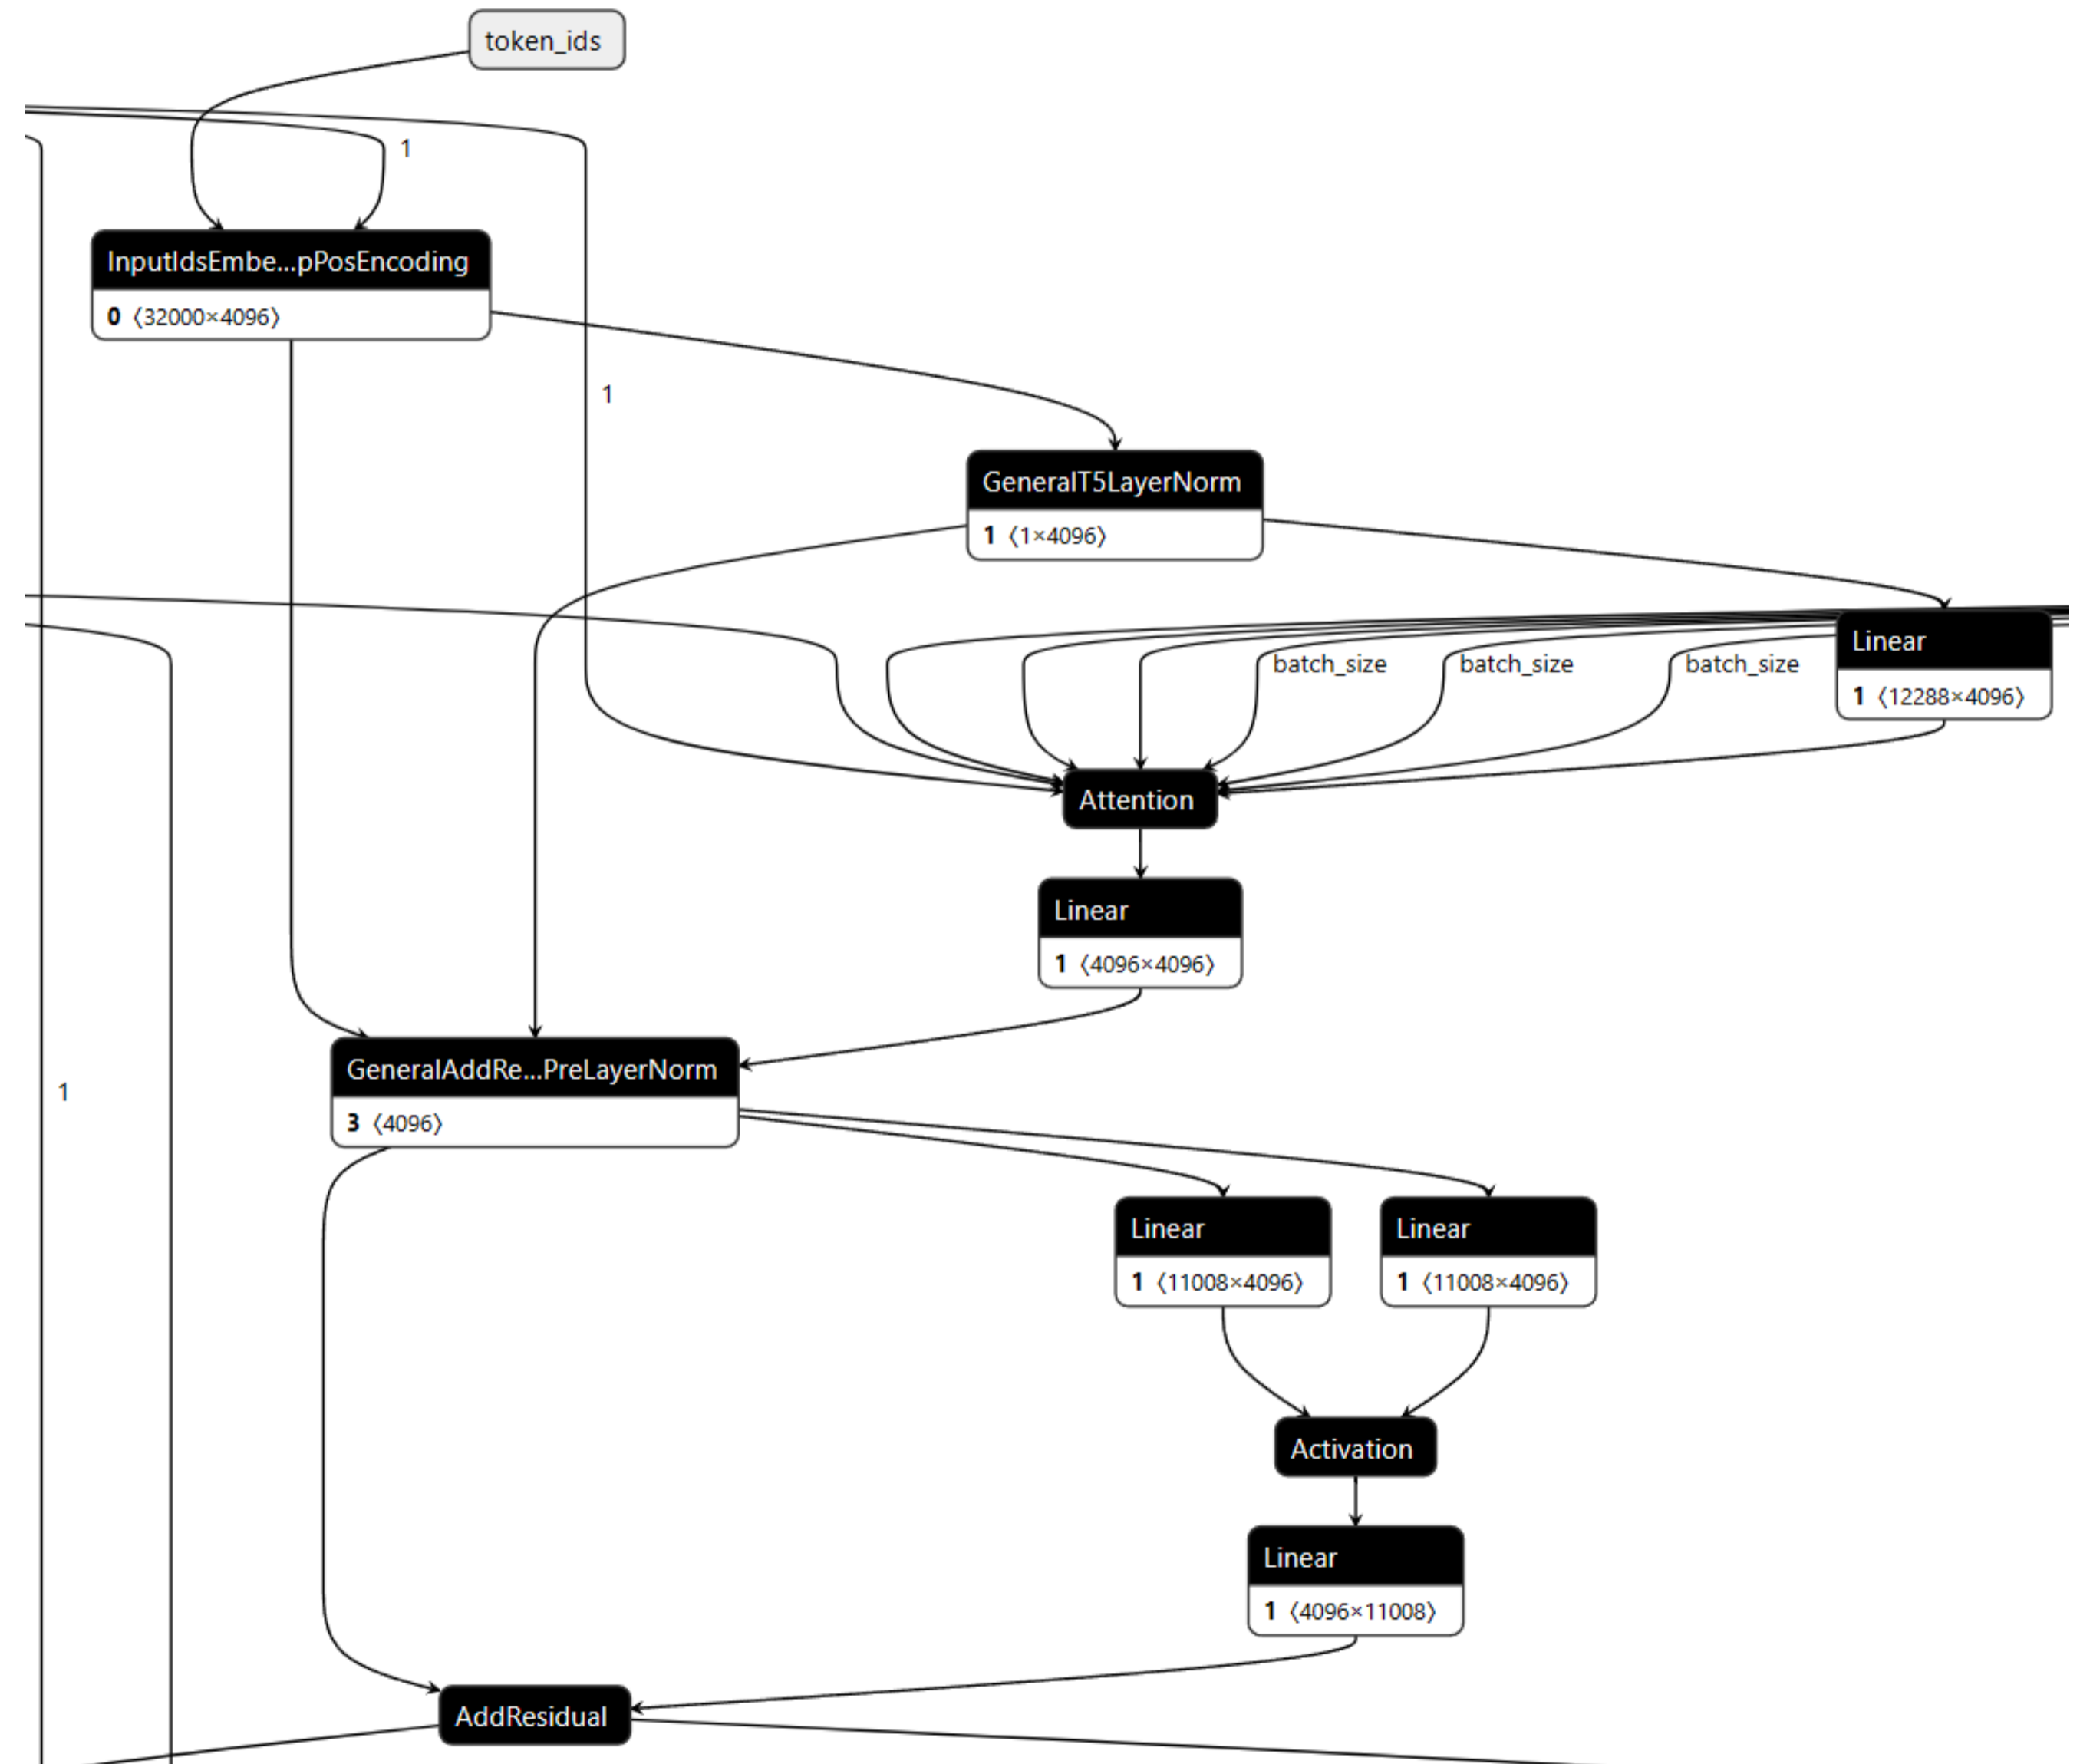 token_ids
1
InputIdsEmbe...pPosEncoding
0 〈32000×4096〉
1
GeneralT5LayerNorm
1 〈1×4096〉
batch_size
batch_size
batch_size
Linear
1 〈12288×4096〉
Attention
Linear
1 〈4096×4096〉
GeneralAddRe...PreLayerNorm
3 〈4096〉
1
Linear
1 〈11008×4096〉
Linear
1 〈11008×4096〉
Activation
Linear
1 〈4096×11008〉
AddResidual